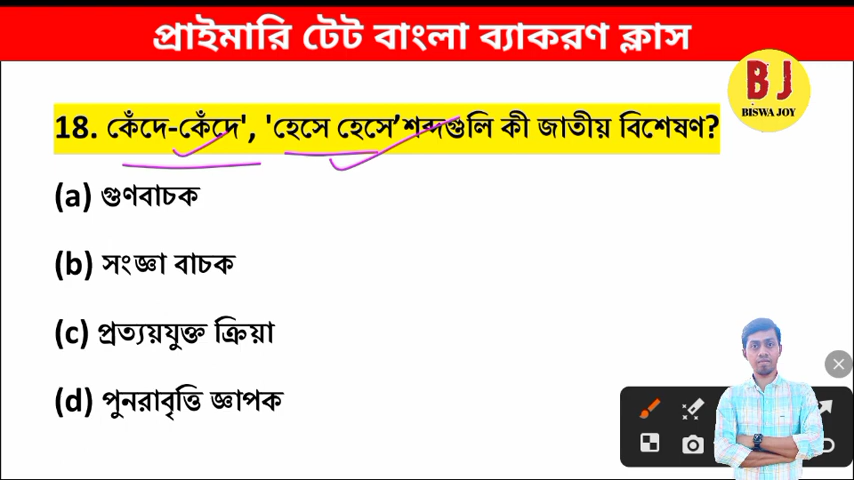 প্রাইমারি টেট বাংলা ব্যাকরণ ক্লাস
BJ
BISWA JOY
18. কেঁদে-কেঁদে', 'হেসে হেসে’শব্দগুলি কী জাতীয় বিশেষণ?
(a) গুণবাচক
(b) সংজ্ঞা বাচক
(c) প্রত্যয়যুক্ত ক্রিয়া
(d) পুনরাবৃত্তি জ্ঞাপক